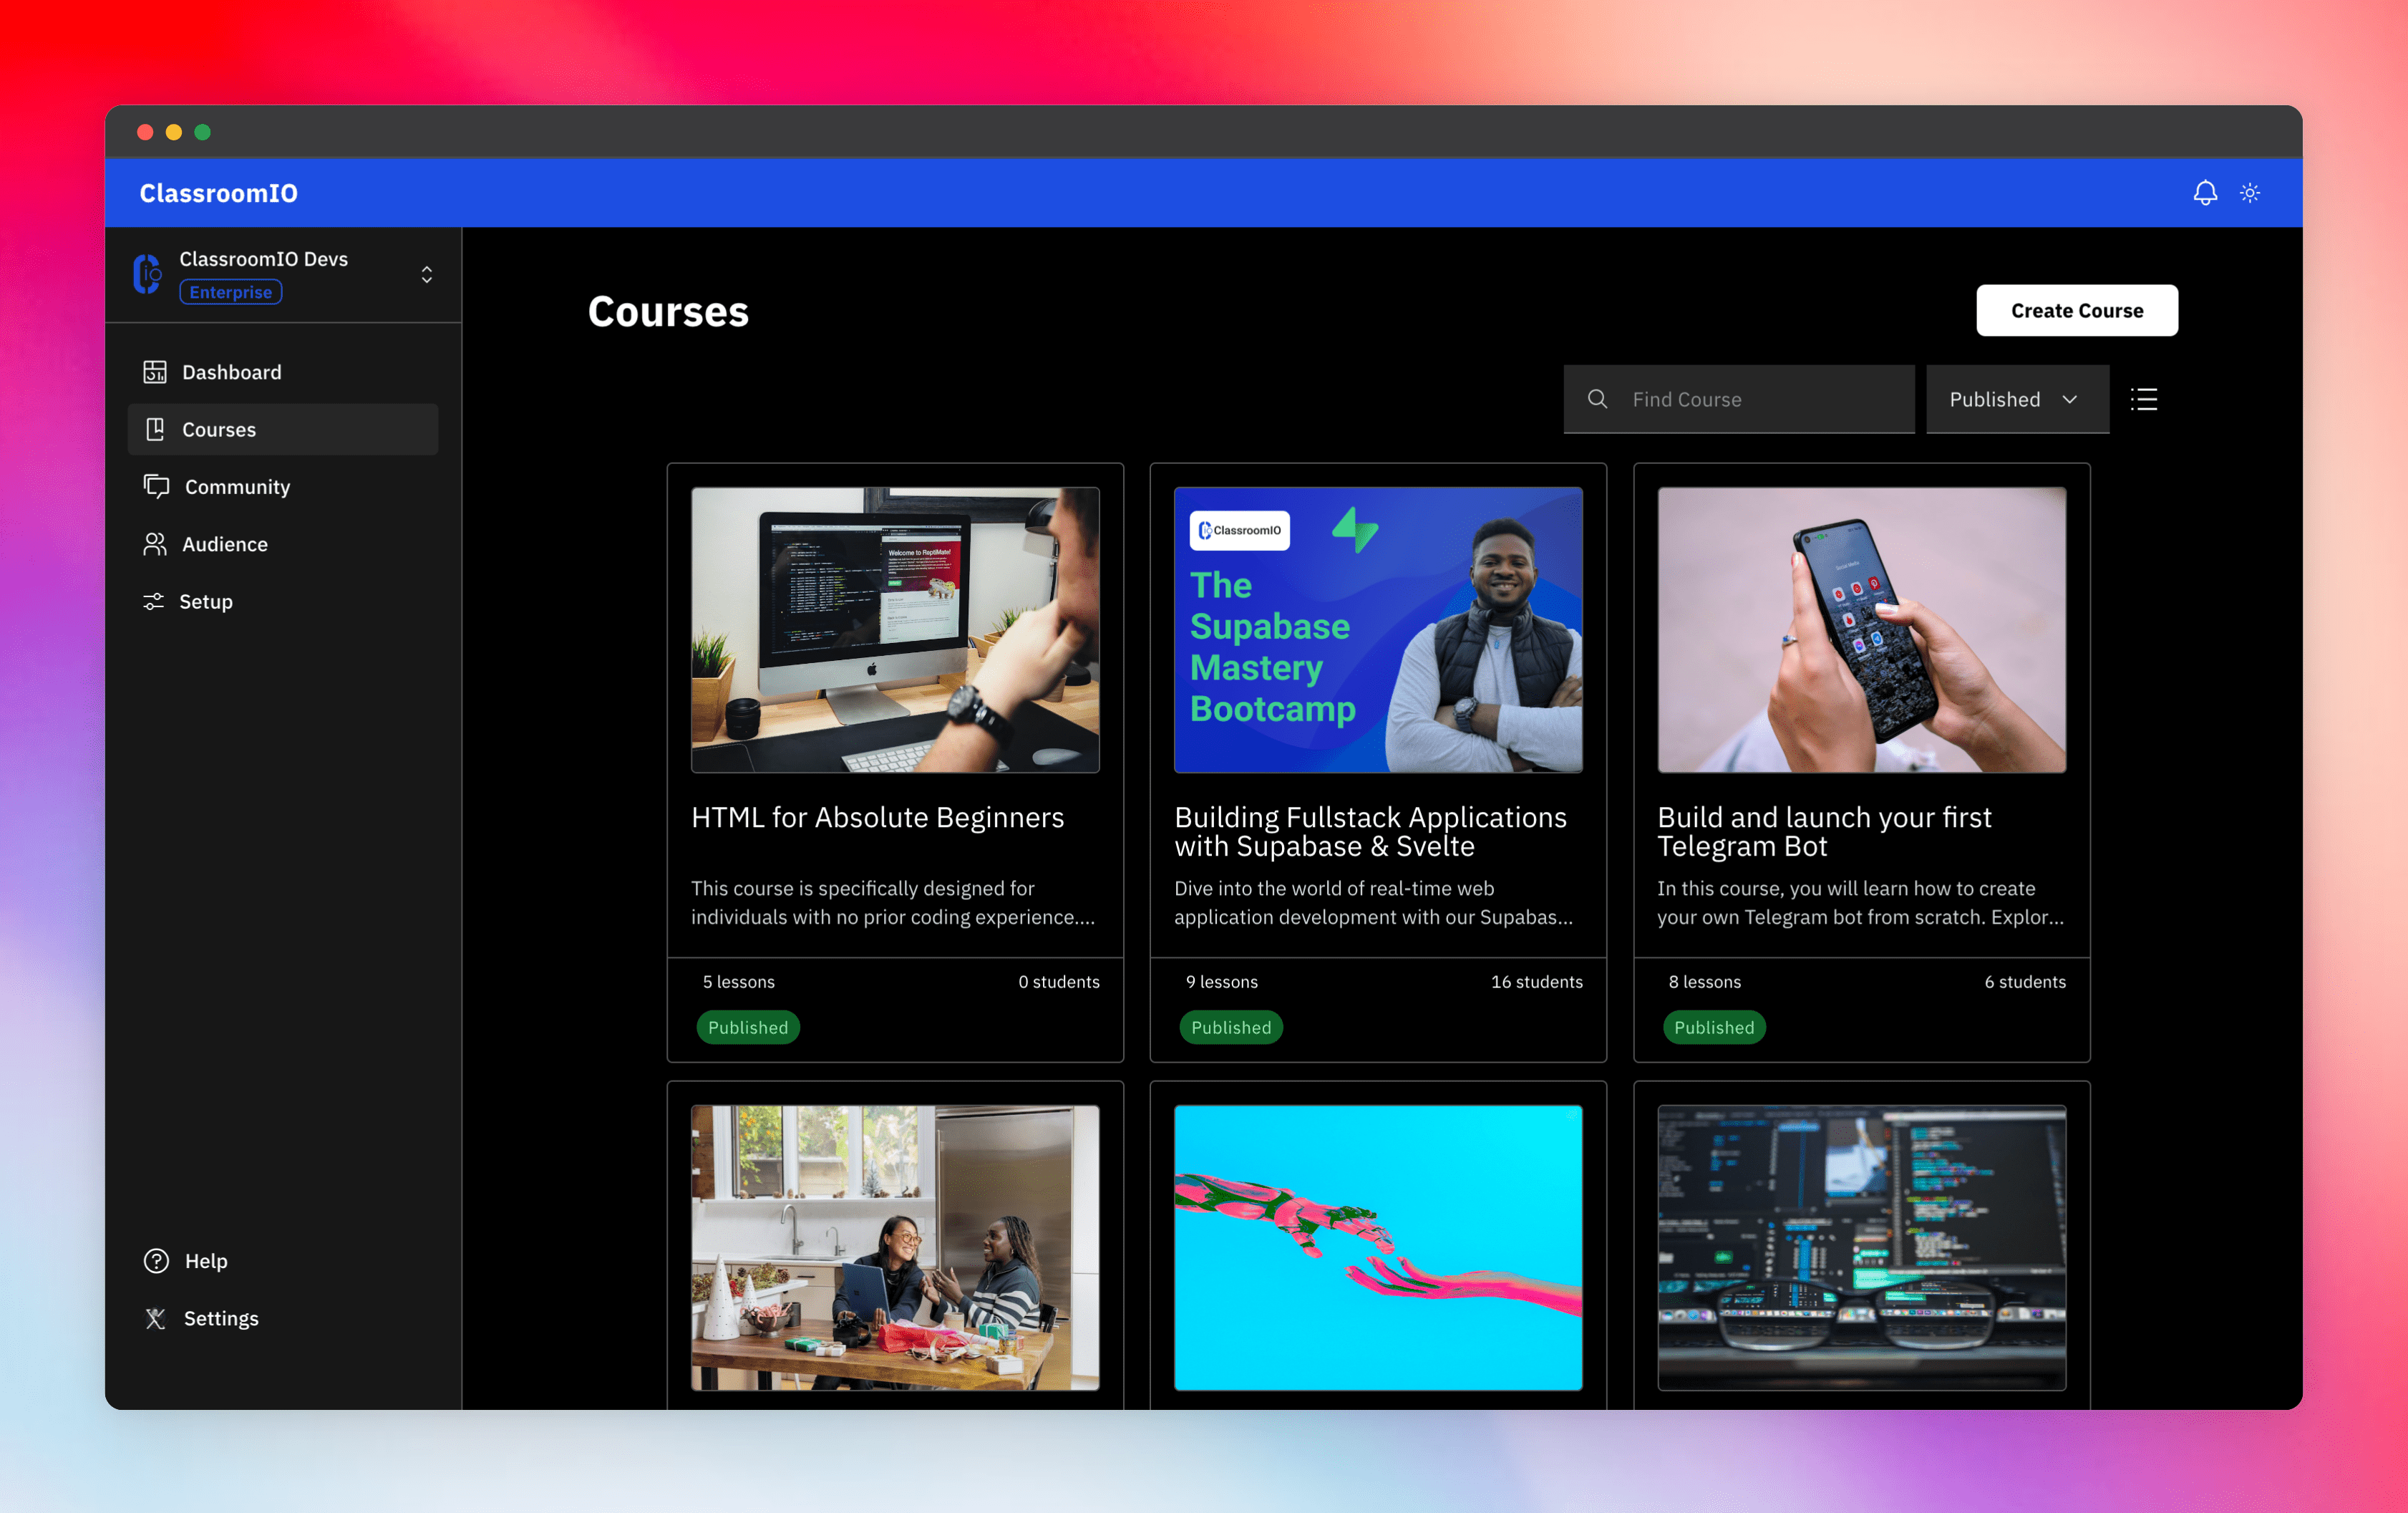 ClassroomIO
ClassroomIO Devs
Enterprise
Dashboard
Courses
Community
Audience
Setup
Help
Settings
Courses
Create Course
Find Course
Published
Welcome to ReptiMate!
ClassroomIO
The
Supabase
Mastery
Bootcamp
Social Media
HTML for Absolute Beginners
This course is specifically designed for
individuals with no prior coding experience....
5 lessons
0 students
Published
Building Fullstack Applications
with Supabase & Svelte
Dive into the world of real-time web
application development with our Supabas...
9 lessons
16 students
Published
Build and launch your first
Telegram Bot
In this course, you will learn how to create
your own Telegram bot from scratch. Explor...
8 lessons
6 students
Published